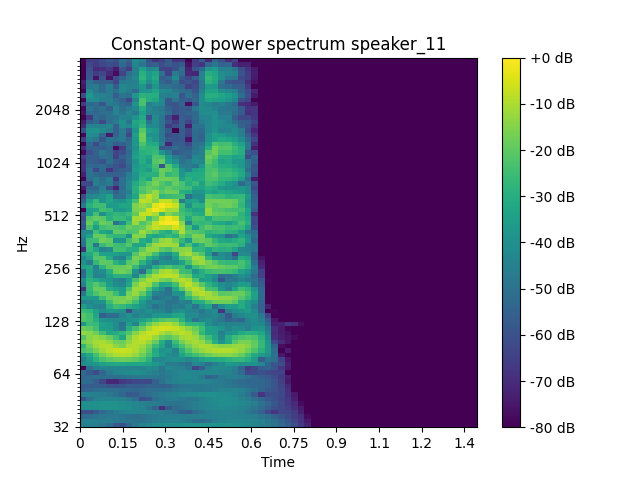 Constant-Q power spectrum speaker_11
Hz
2048
1024
512
256
128
64
32
0 0.15 0.3 0.45 0.6 0.75 0.9 1.1 1.2 1.4
Time
+0 dB
-10 dB
-20 dB
-30 dB
-40 dB
-50 dB
-60 dB
-70 dB
-80 dB